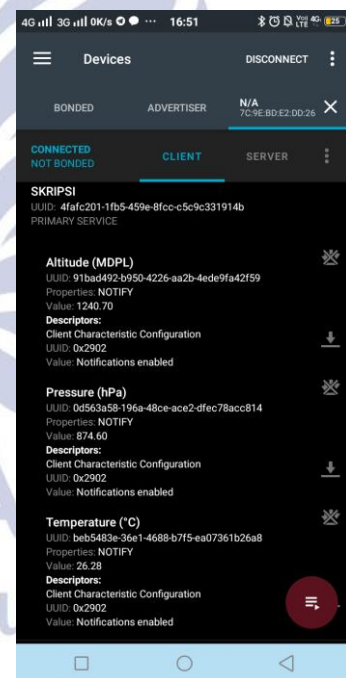 4G 3G 0K/s ... 16:51 VoLTE 4G 25
Devices DISCONNECT
BONDED ADVERTISER N/A
7C:9E:BD:E2:DD:26
CONNECTED
NOT BONDED CLIENT SERVER
SKRIPSI
UUID: 4fafc201-1fb5-459e-8fcc-c5c9c331914b
PRIMARY SERVICE
Altitude (MDPL)
UUID: 91bad492-b950-4226-aa2b-4ede9fa42f59
Properties: NOTIFY
Value: 1240.70
Descriptors:
Client Characteristic Configuration
UUID: 0x2902
Value: Notifications enabled
Pressure (hPa)
UUID: 0d563a58-196a-48ce-ace2-dfec78acc814
Properties: NOTIFY
Value: 874.60
Descriptors:
Client Characteristic Configuration
UUID: 0x2902
Value: Notifications enabled
Temperature (°C)
UUID: beb5483e-36e1-4688-b7f5-ea07361b26a8
Properties: NOTIFY
Value: 26.28
Descriptors:
Client Characteristic Configuration
UUID: 0x2902
Value: Notifications enabled